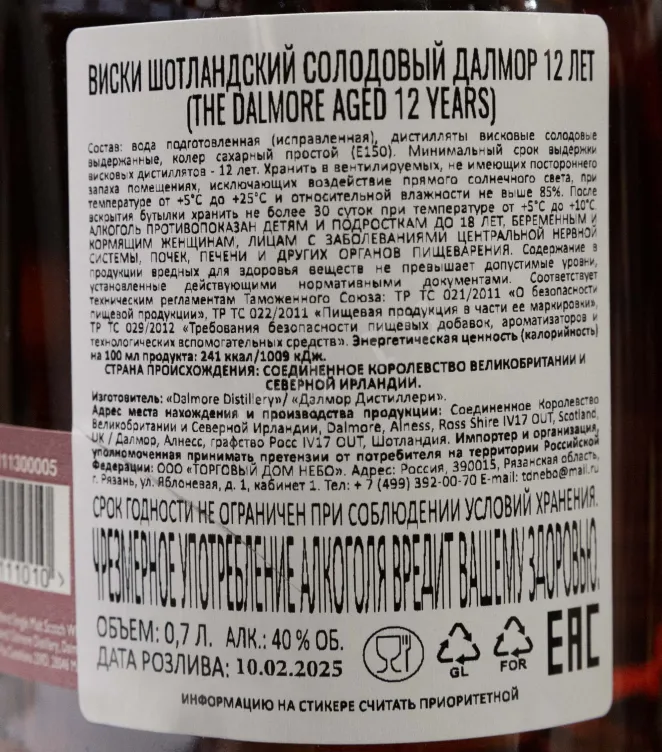 ВИСКИ ШОТЛАНДСКИЙ СОЛОДОВЫЙ ДАЛМОР 12 ЛЕТ
(THE DALMORE AGED 12 YEARS)
Состав: вода подготовленная (исправленная), дистилляты висковые солодовые
выдержанные, колер сахарный простой (Е150). Минимальный срок выдержки
висковых дистиллятов - 12 лет. Хранить в вентилируемых, не имеющих постороннего
запаха помещениях, исключающих воздействие прямого солнечного света, при
температуре от +5°С до +25°С и относительной влажности не выше 85%. После
вскрытия бутылки хранить не более 30 суток при температуре от +5°С до +10°С
АЛКОГОЛЬ ПРОТИВОПОКАЗАН ДЕТЯМ И ПОДРОСТКАМ ДО 18 ЛЕТ, БЕРЕМЕННЫМ И
КОРМЯЩИМ ЖЕНЩИНАМ, ЛИЦАМ С ЗАБОЛЕВАНИЯМИ ЦЕНТРАЛЬНОЙ НЕРВНОЙ
СИСТЕМЫ, ПОЧЕК, ПЕЧЕНИ И ДРУГИХ ОРГАНОВ ПИЩЕВАРЕНИЯ. Содержание в
продукции вредных для здоровья веществ не превышает допустимые уровни,
установленные действующими нормативными документами. Соответствует
техническим регламентам Таможенного Союза: ТР ТС 021/2011 «О безопасности
пищевой продукции», ТР ТС 022/2011 «Пищевая продукция в части ее маркировки»,
ТР ТС 029/2012 «Требования безопасности пищевых добавок, ароматизаторов и
технологических вспомогательных средств». Энергетическая ценность (калорийность)
на 100 мл продукта: 241 ккал/1009 кДж.
СТРАНА ПРОИСХОЖДЕНИЯ: СОЕДИНЕННОЕ КОРОЛЕВСТВО ВЕЛИКОБРИТАНИИ И
СЕВЕРНОЙ ИРЛАНДИИ.
Изготовитель: «Dalmore Distillery»/ «Далмор Дистиллери».
Адрес места нахождения и производства продукции: Соединенное Королевство
Великобритании и Северной Ирландии, Dalmore, Alness, Ross Shire IV17 OUT, Scotland,
UK / Далмор, Алнесс, графство Росс IV17 OUT, Шотландия. Импортер и организация,
уполномоченная принимать претензии от потребителя на территории Российской
Федерации: ООО «ТОРГОВЫЙ ДОМ НЕБО». Адрес: Россия, 390015, Рязанская область,
г. Рязань, ул. Яблоневая, д. 1, кабинет 1. Тел: + 7 (499) 392-00-70 E-mail: tdnebo@mail.ru
СРОК ГОДНОСТИ НЕ ОГРАНИЧЕН ПРИ СОБЛЮДЕНИИ УСЛОВИЙ ХРАНЕНИЯ.
ЧРЕЗМЕРНОЕ УПОТРЕБЛЕНИЕ АЛКОГОЛЯ ВРЕДИТ ВАШЕМУ ЗДОРОВЬЮ.
ОБЪЕМ: 0,7 Л. АЛК.: 40 % ОБ.
ДАТА РОЗЛИВА: 10.02.2025
GL
FOR
EAC
ИНФОРМАЦИЮ НА СТИКЕРЕ СЧИТАТЬ ПРИОРИТЕТНОЙ
11300005
111010